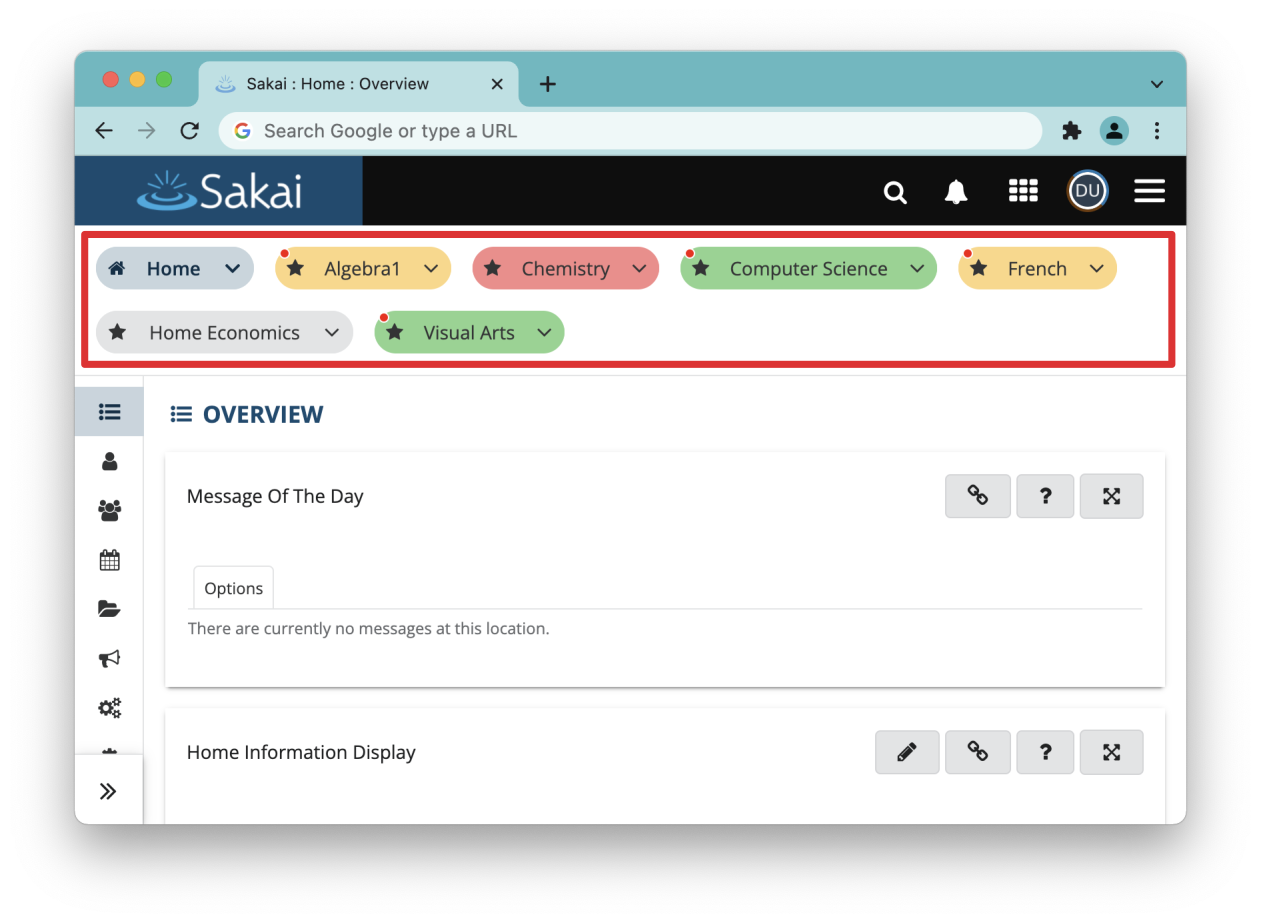 Sakai : Home : Overview
Search Google or type a URL
Sakai
DU
Home
Algebra1
Chemistry
Computer Science
French
Home Economics
Visual Arts
OVERVIEW
Message Of The Day
?
Options
There are currently no messages at this location.
Home Information Display
?